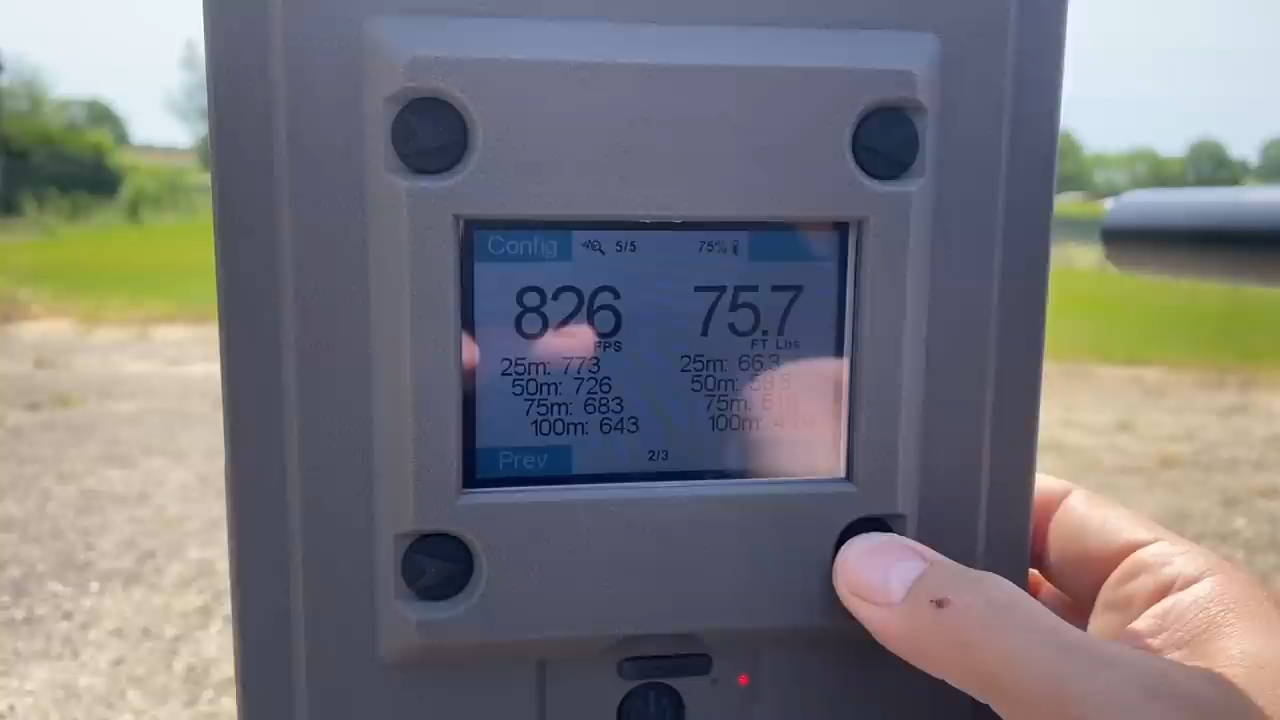 Config 5/5 75%
826 75.7
FPS FT Lbs
25m: 773 25m: 66.3
50m: 726 50m:
75m: 683 75m:
100m: 643 100m:
Prev 2/3